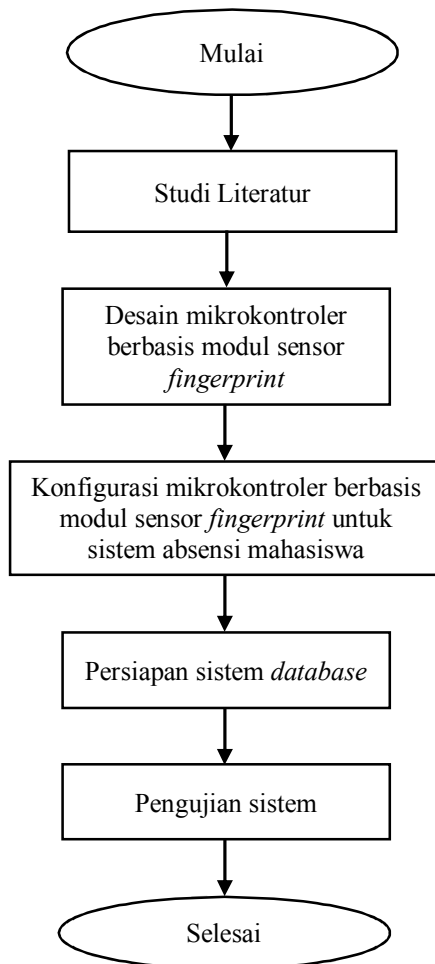 Mulai
Studi Literatur
Desain mikrokontroler
berbasis modul sensor
fingerprint
Konfigurasi mikrokontroler berbasis
modul sensor fingerprint untuk
sistem absensi mahasiswa
Persiapan sistem database
Pengujian sistem
Selesai